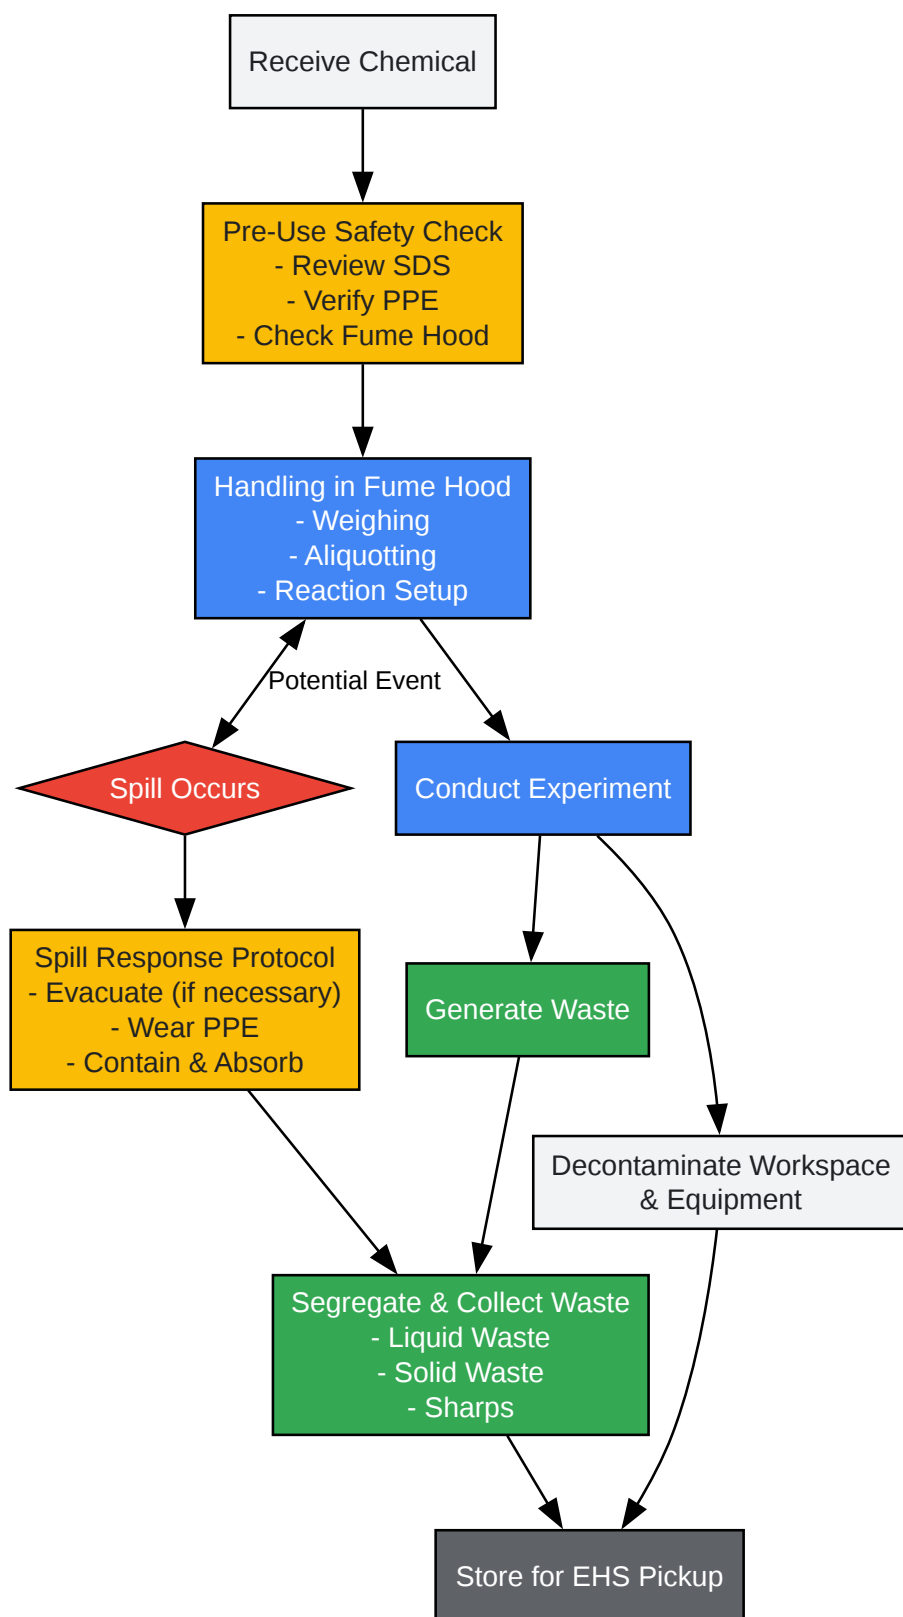 Receive Chemical
Pre-Use Safety Check
- Review SDS
- Verify PPE
- Check Fume Hood
Handling in Fume Hood
- Weighing
- Aliquotting
- Reaction Setup
Potential Event
Spill Occurs
Conduct Experiment
Spill Response Protocol
- Evacuate (if necessary)
- Wear PPE
- Contain & Absorb
Generate Waste
Decontaminate Workspace
& Equipment
Segregate & Collect Waste
- Liquid Waste
- Solid Waste
- Sharps
Store for EHS Pickup